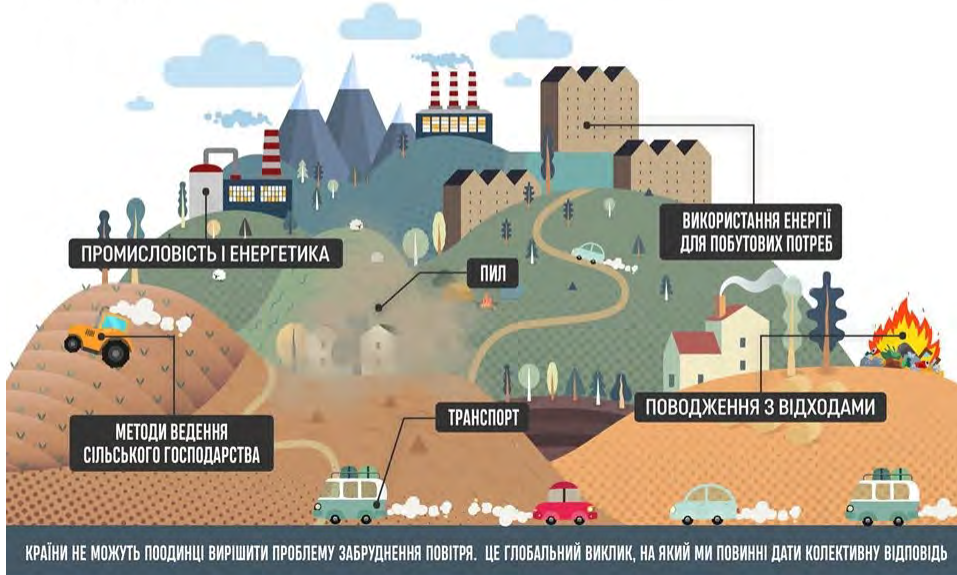 ВИКОРИСТАННЯ ЕНЕРГІЇ
ДЛЯ ПОБУТОВИХ ПОТРЕБ
ПРОМИСЛОВІСТЬ І ЕНЕРГЕТИКА
ПИЛ
ПОВОДЖЕННЯ З ВІДХОДАМИ
ТРАНСПОРТ
МЕТОДИ ВЕДЕННЯ
СІЛЬСЬКОГО ГОСПОДАРСТВА
КРАЇНИ НЕ МОЖУТЬ ПООДИНЦІ ВИРІШИТИ ПРОБЛЕМУ ЗАБРУДНЕННЯ ПОВІТРЯ. ЦЕ ГЛОБАЛЬНИЙ ВИКЛИК, НА ЯКИЙ МИ ПОВИННІ ДАТИ КОЛЕКТИВНУ ВІДПОВІДЬ